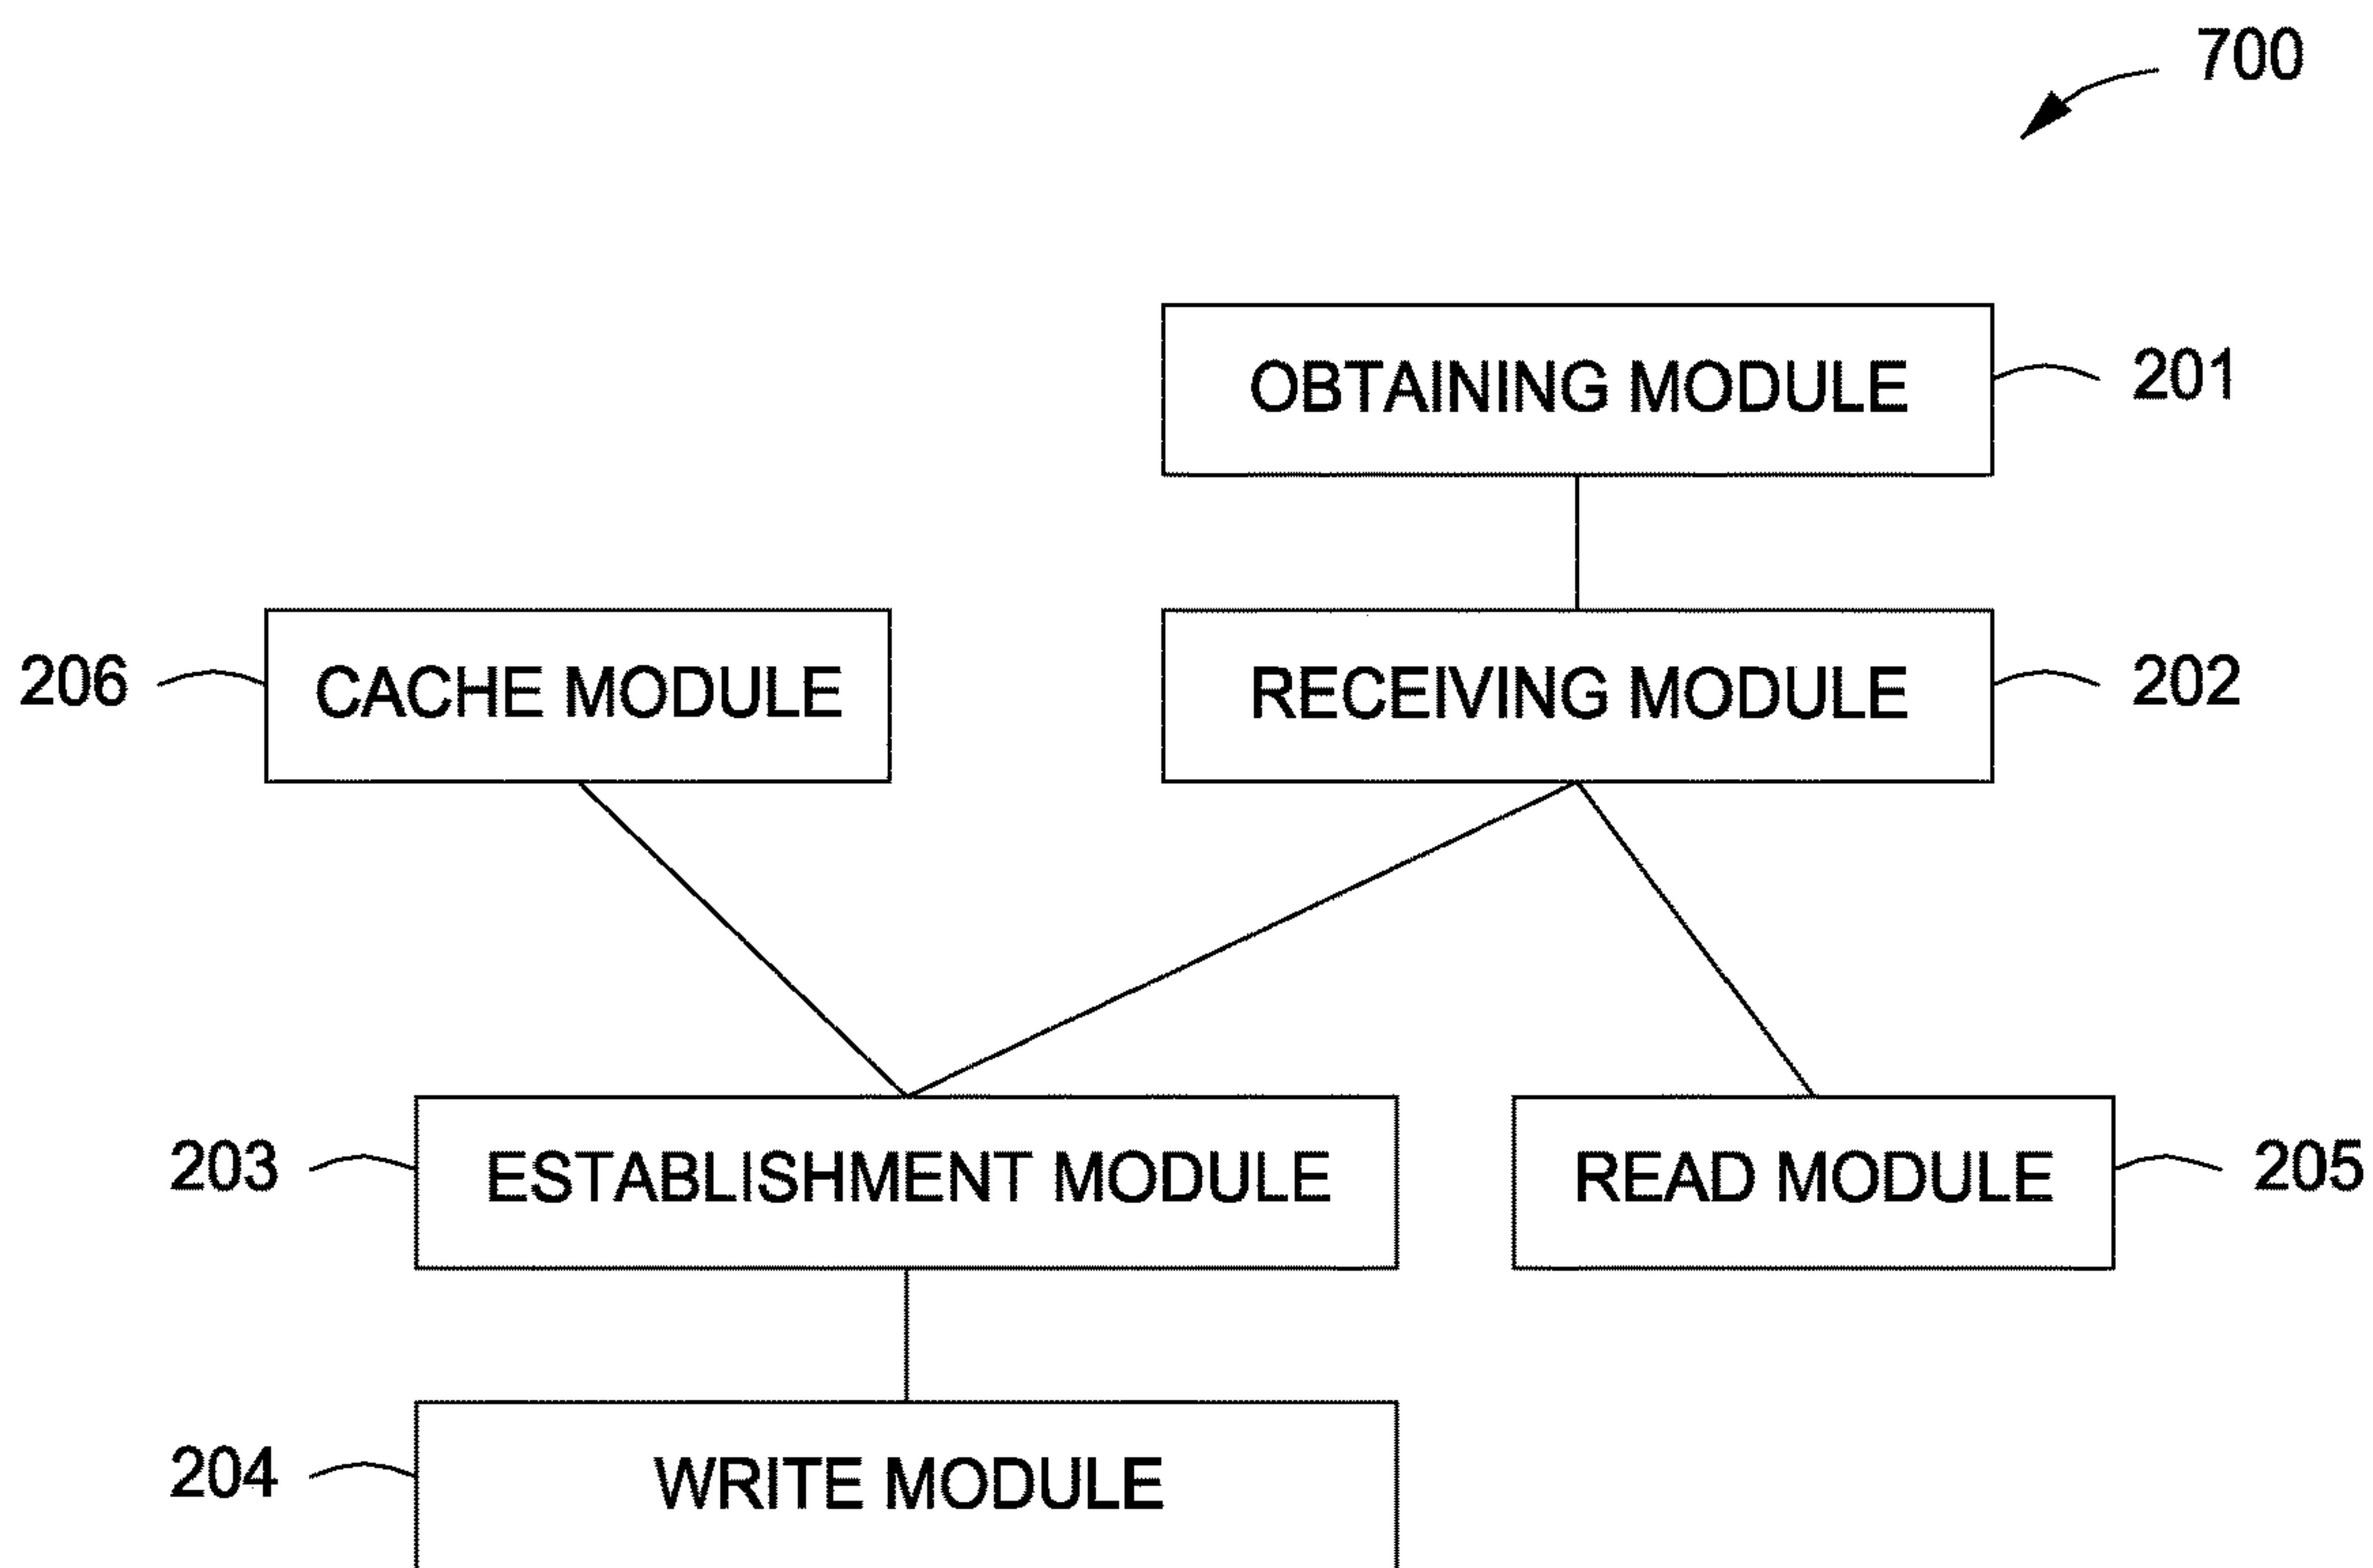 700
OBTAINING MODULE 201
206 CACHE MODULE RECEIVING MODULE 202
203 ESTABLISHMENT MODULE READ MODULE 205
204 WRITE MODULE